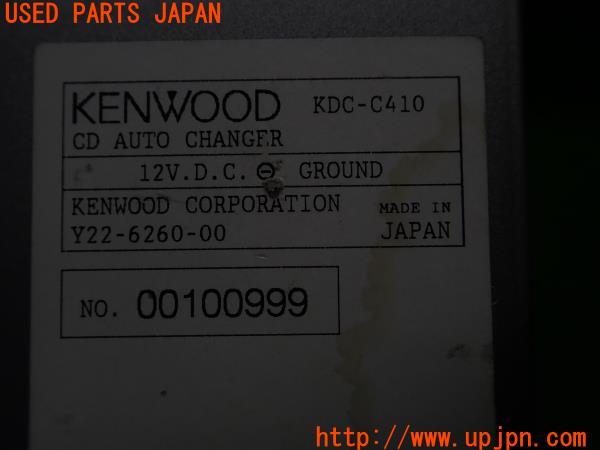 USED PARTS JAPAN
KENWOOD KDC-C410
CD AUTO CHANGER
12V.D.C. ⊖ GROUND
KENWOOD CORPORATION MADE IN
Y22-6260-00 JAPAN
NO. 00100999
http://www.upjpn.com/